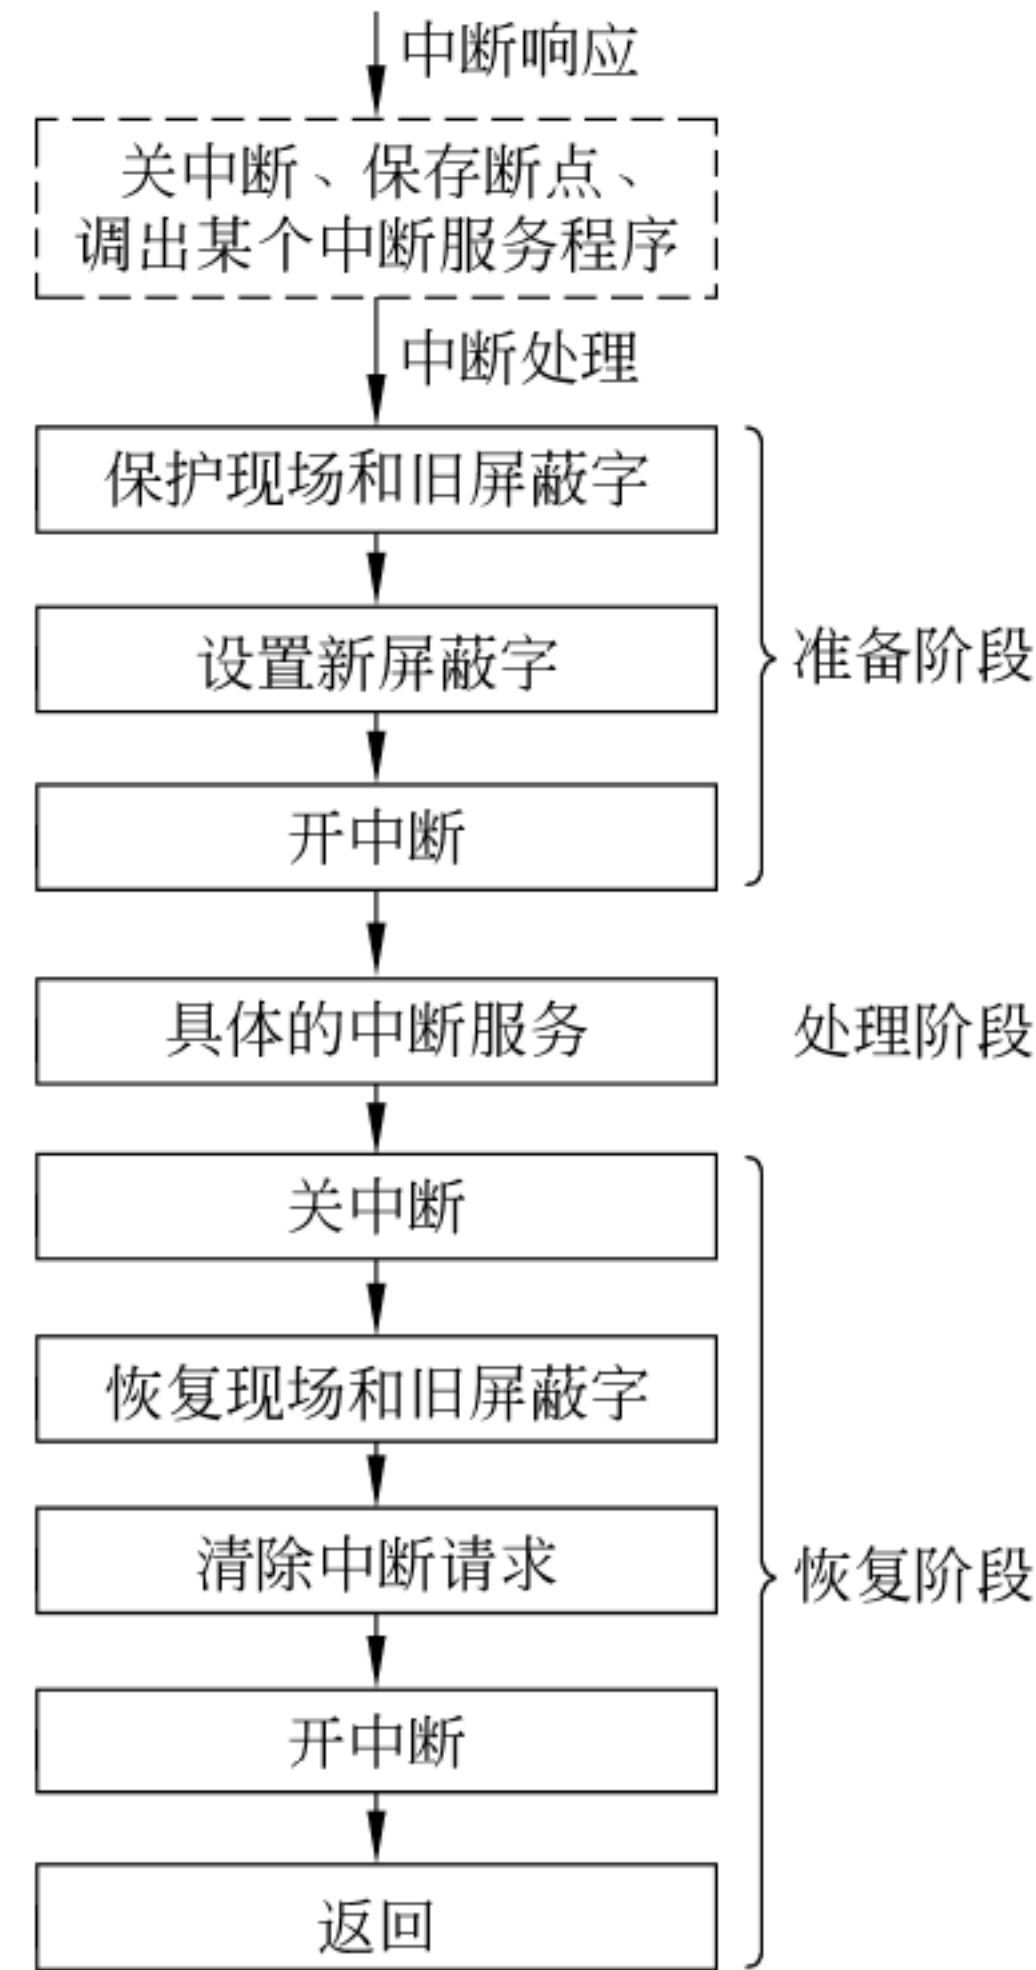 中断响应
关中断、保存断点、
调出某个中断服务程序
中断处理
保护现场和旧屏蔽字
设置新屏蔽字
准备阶段
开中断
具体的中断服务
处理阶段
关中断
恢复现场和旧屏蔽字
清除中断请求
恢复阶段
开中断
返回